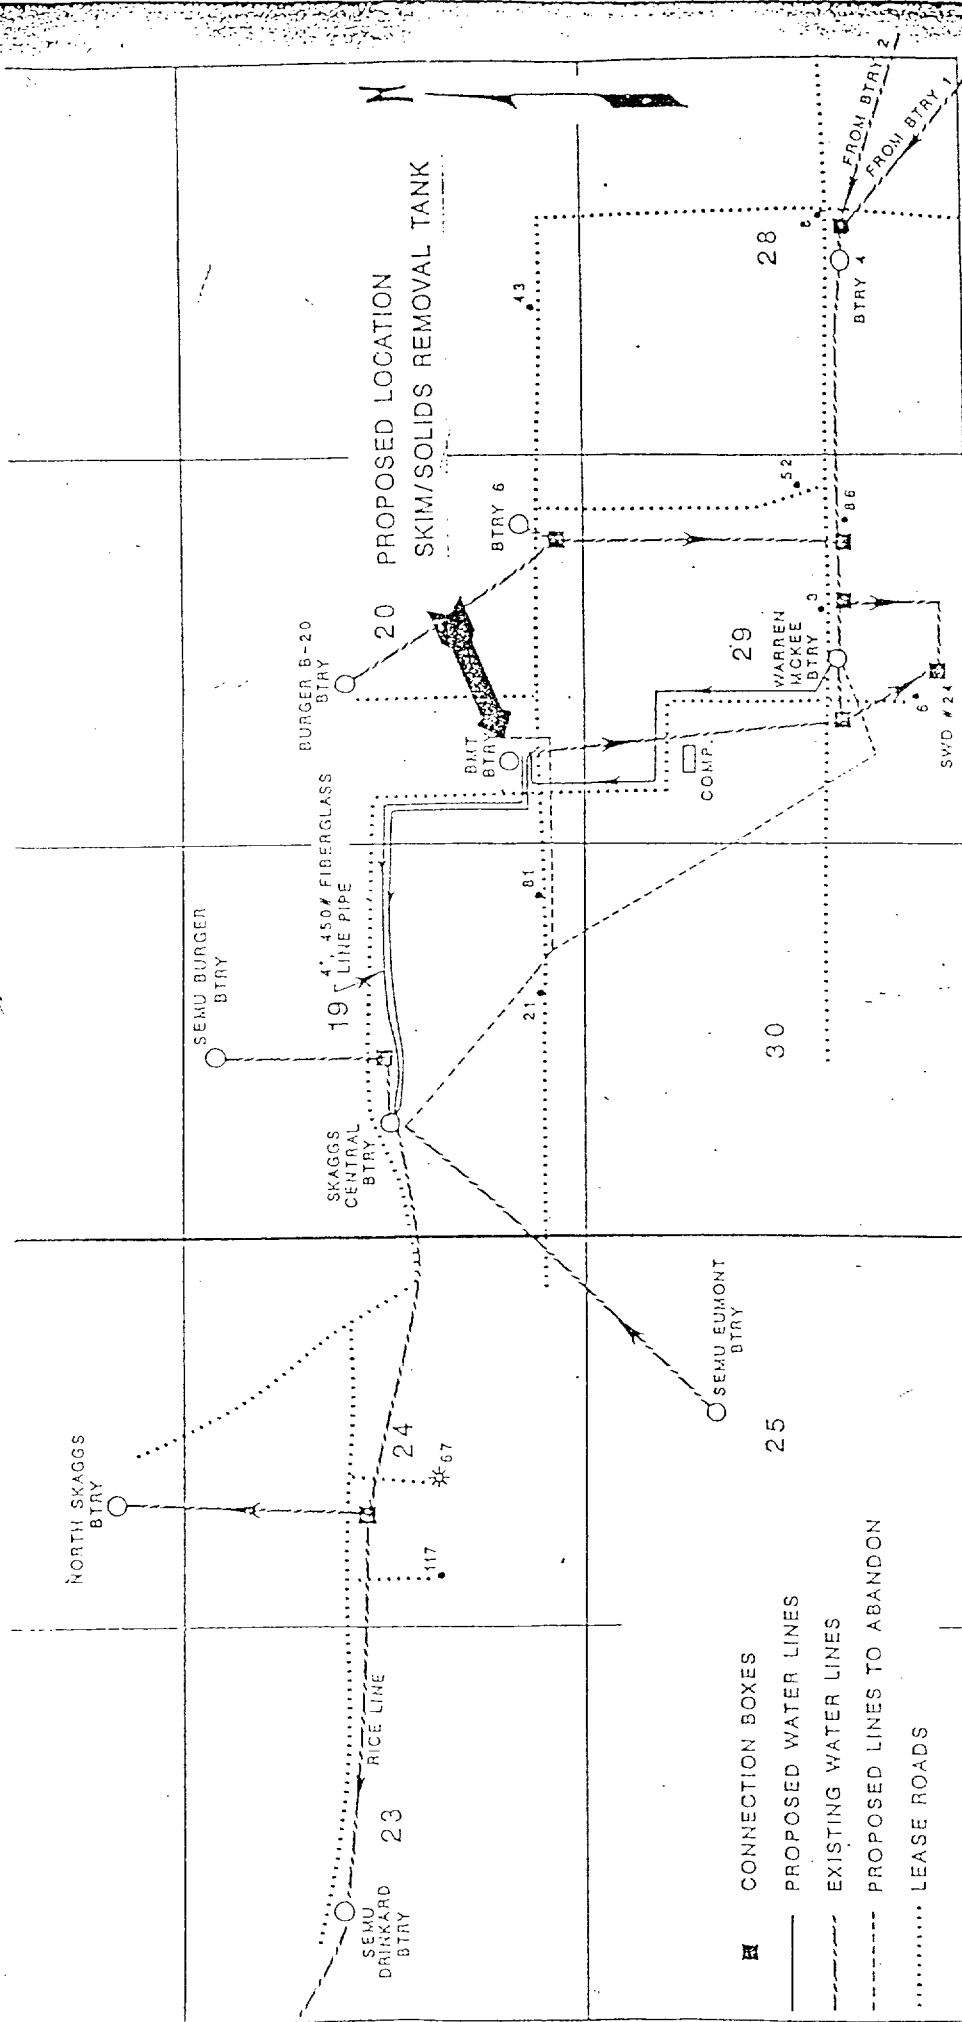 N
NORTH SKAGGS
BTRY
SEMU BURGER
BTRY
BURGER B-20
BTRY
20
PROPOSED LOCATION
SKIM/SOLIDS REMOVAL TANK
19
4", 450# FIBERGLASS
LINE PIPE
SKAGGS
CENTRAL
BTRY
SEMU
DRINKARD
BTRY
23
RICE LINE
24
117
67
BMT
BTRY
BTRY 6
43
21
81
SEMU EUMONT
BTRY
25
30
COMP.
29
WARREN
MCKEE
BTRY
3
86
52
28
8
BTRY 4
FROM BTRY 2
FROM BTRY 1
6
SWD # 24
CONNECTION BOXES
PROPOSED WATER LINES
EXISTING WATER LINES
PROPOSED LINES TO ABANDON
LEASE ROADS